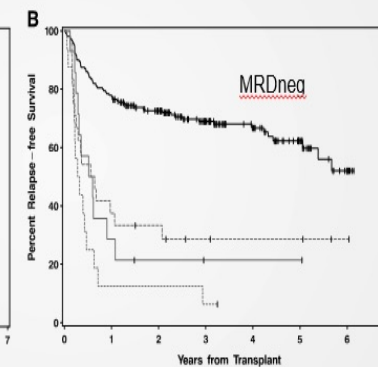 B
100
80
60
40
20
0
Percent Relapse-free Survival
MRDneg
0 1 2 3 4 5 6
7
Years from Transplant